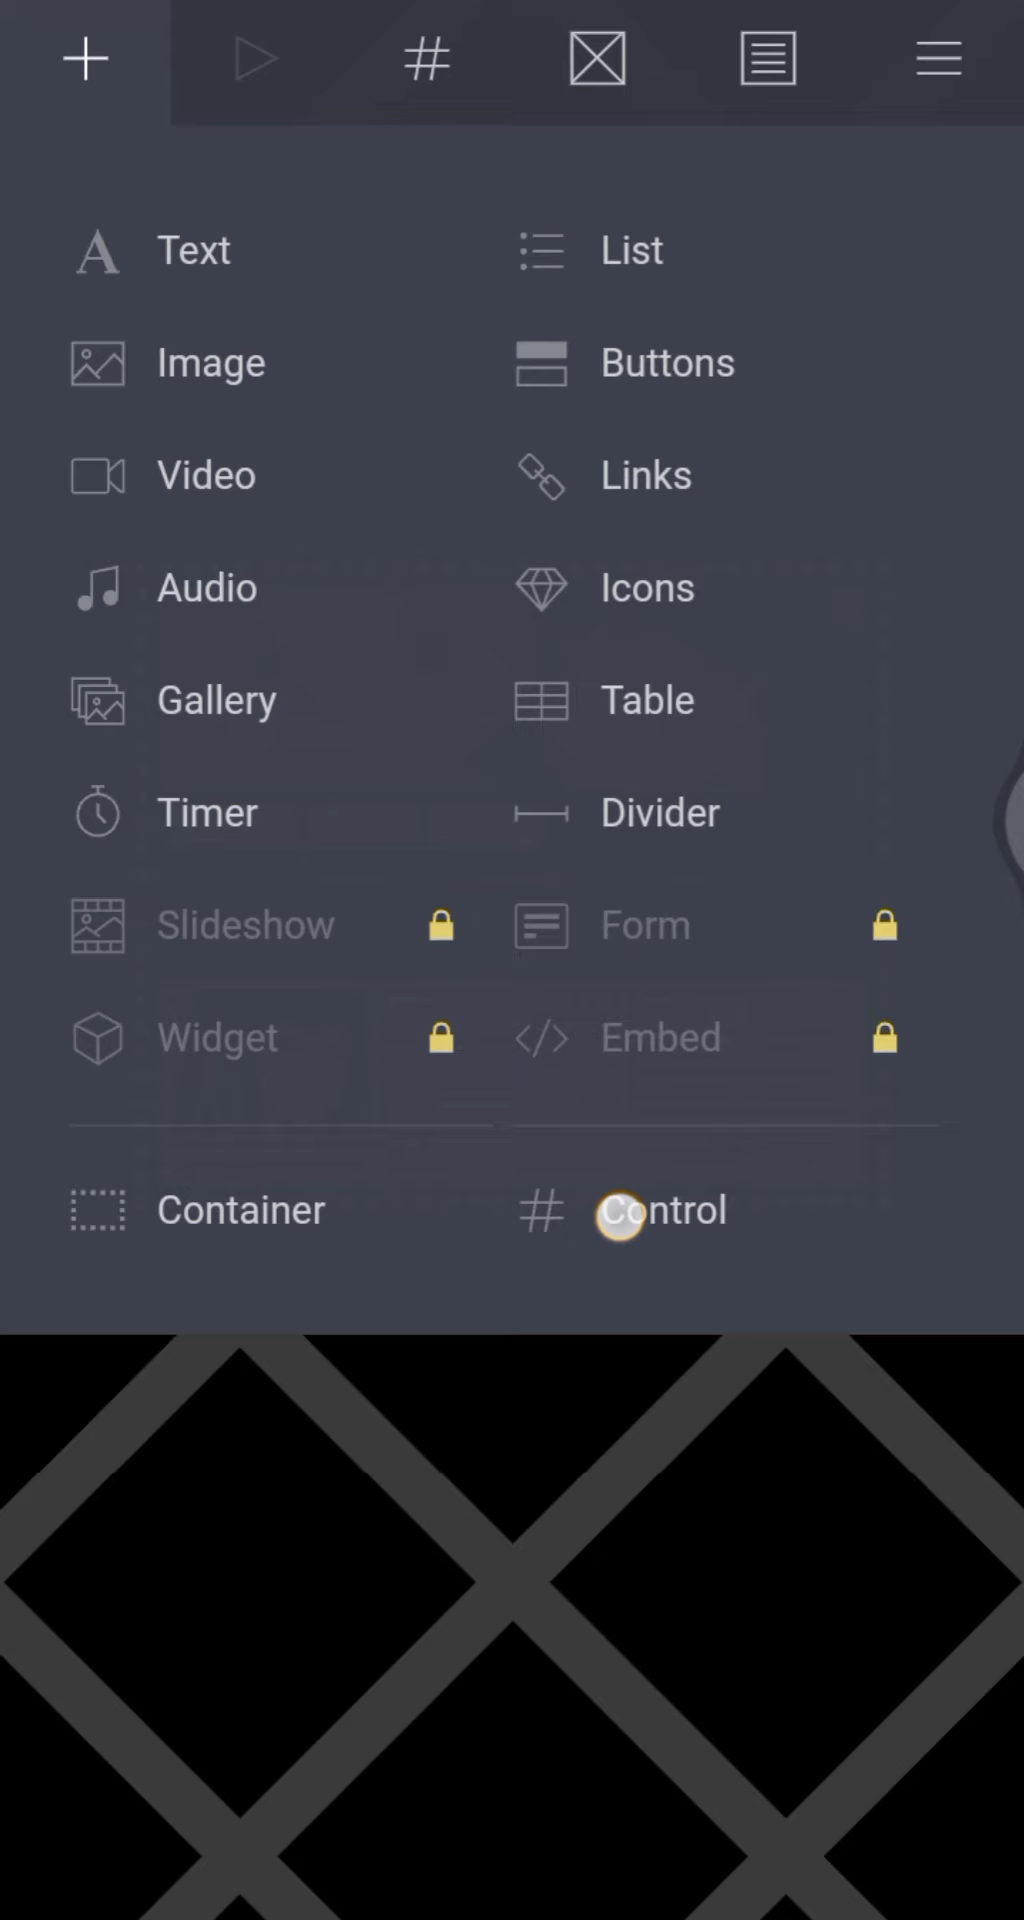 Text List
Image Buttons
Video Links
Audio Icons
Gallery Table
Timer Divider
Slideshow Form
Widget Embed
Container Control